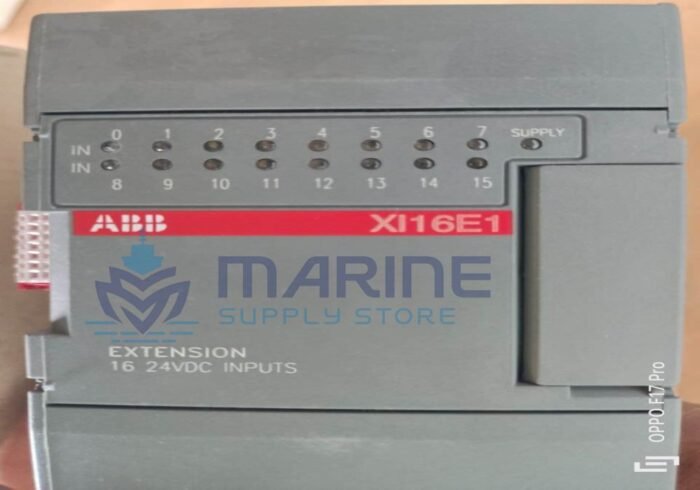 0 1 2 3 4 5 6 7 SUPPLY
IN
IN
8 9 10 11 12 13 14 15
ABB XI16E1
MARINE
SUPPLY STORE
EXTENSION
16 24VDC INPUTS
OPPO F17 Pro